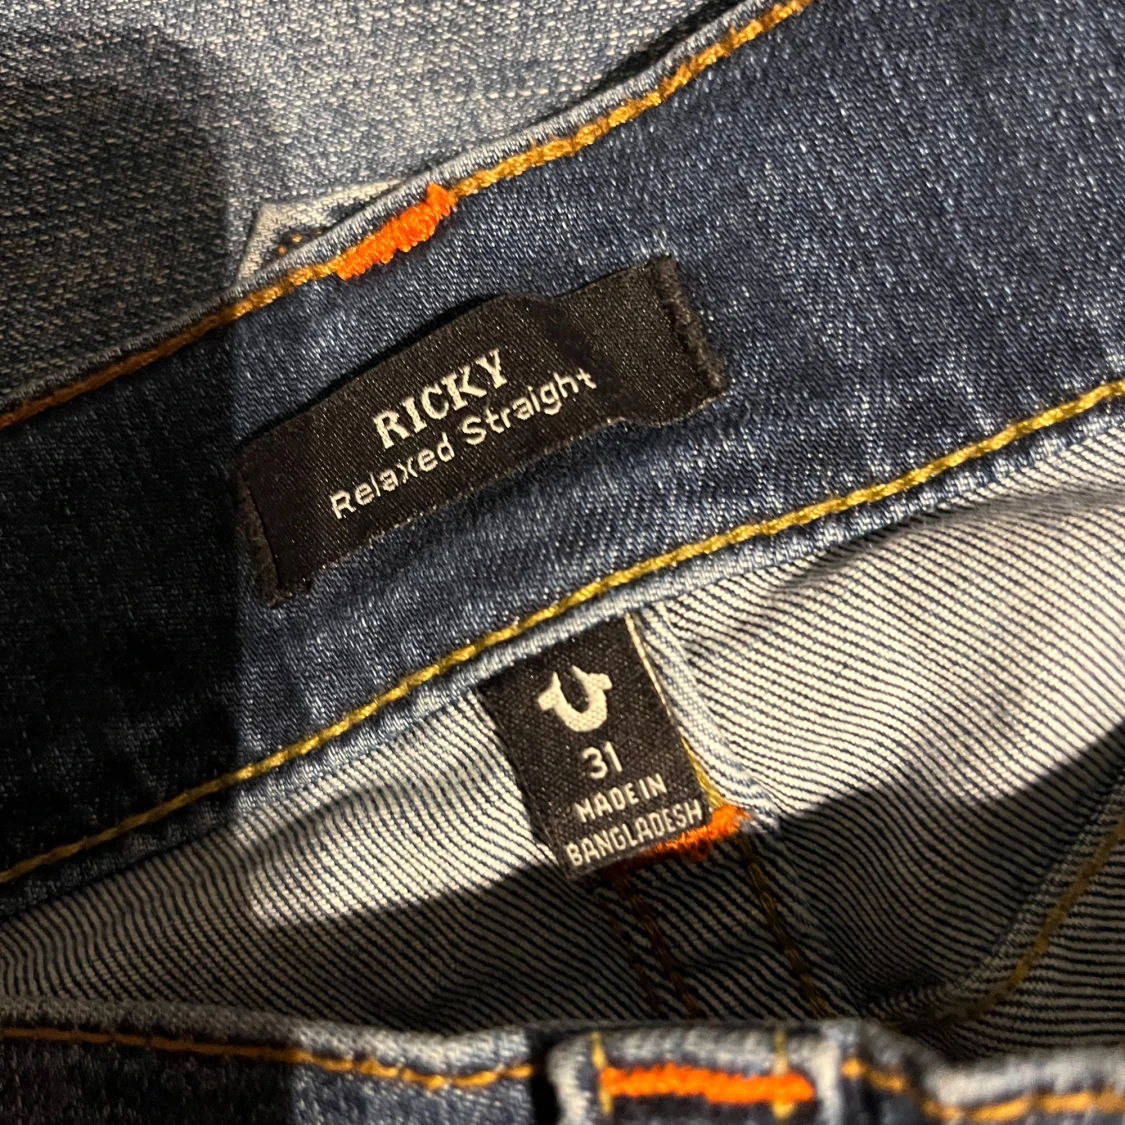 RICKY
Relaxed Straight
31
MADE IN
BANGLADESH